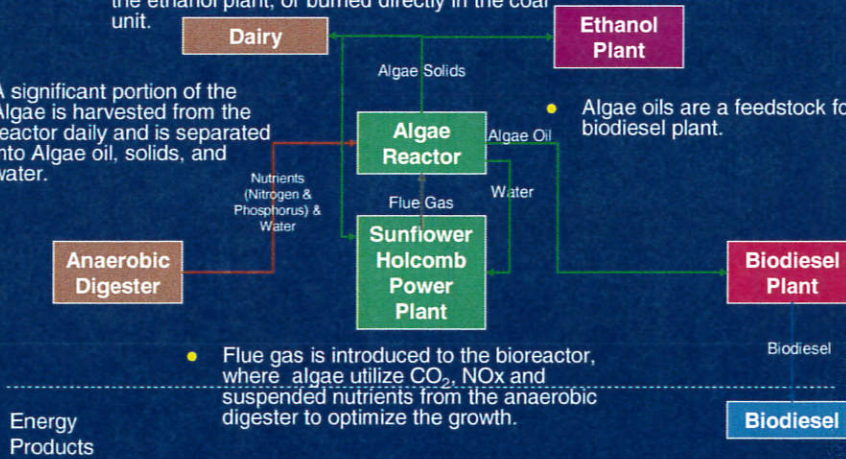 the ethanol plant, or burned directly in the coal
unit.
Dairy
Ethanol
Plant
Algae Solids
A significant portion of the
Algae is harvested from the
reactor daily and is separated
into Algae oil, solids, and
water.
Algae
Reactor
Algae Oil
Algae oils are a feedstock fo
biodiesel plant.
Nutrients
(Nitrogen &
Phosphorus) &
Water
Flue Gas
Water
Anaerobic
Digester
Sunflower
Holcomb
Power
Plant
Biodiesel
Plant
Biodiesel
Flue gas is introduced to the bioreactor,
where algae utilize CO₂, NOx and
suspended nutrients from the anaerobic
digester to optimize the growth.
Energy
Products
Biodiesel